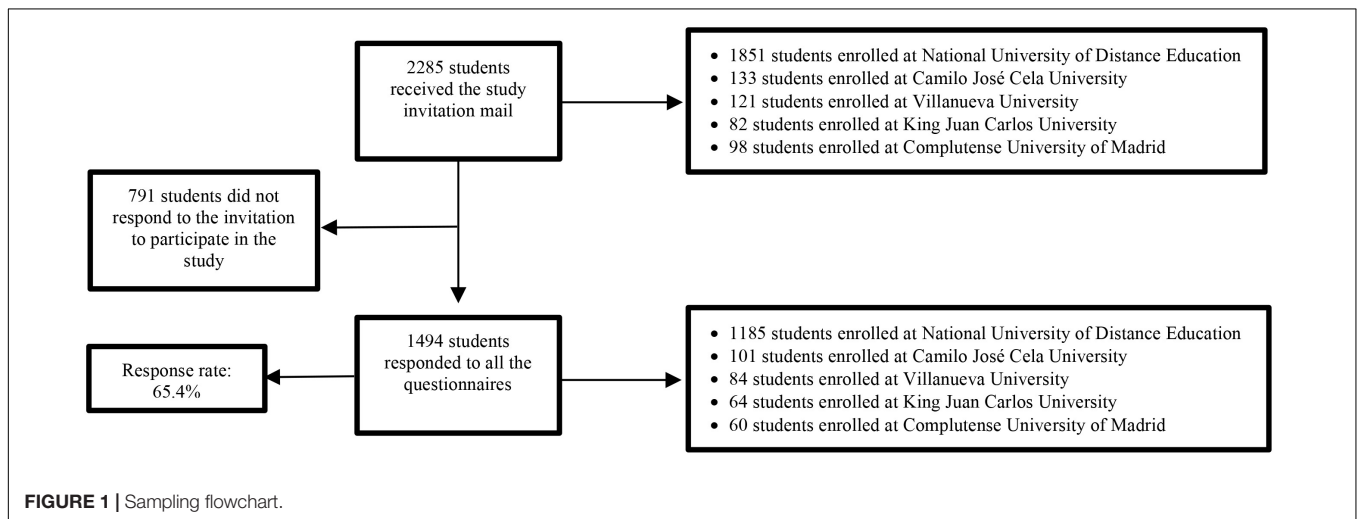 2285 students
received the study
invitation mail
• 1851 students enrolled at National University of Distance Education
• 133 students enrolled at Camilo José Cela University
• 121 students enrolled at Villanueva University
• 82 students enrolled at King Juan Carlos University
• 98 students enrolled at Complutense University of Madrid
791 students did not
respond to the invitation
to participate in the
study
1494 students
responded to all the
questionnaires
Response rate:
65.4%
• 1185 students enrolled at National University of Distance Education
• 101 students enrolled at Camilo José Cela University
• 84 students enrolled at Villanueva University
• 64 students enrolled at King Juan Carlos University
• 60 students enrolled at Complutense University of Madrid
FIGURE 1 | Sampling flowchart.